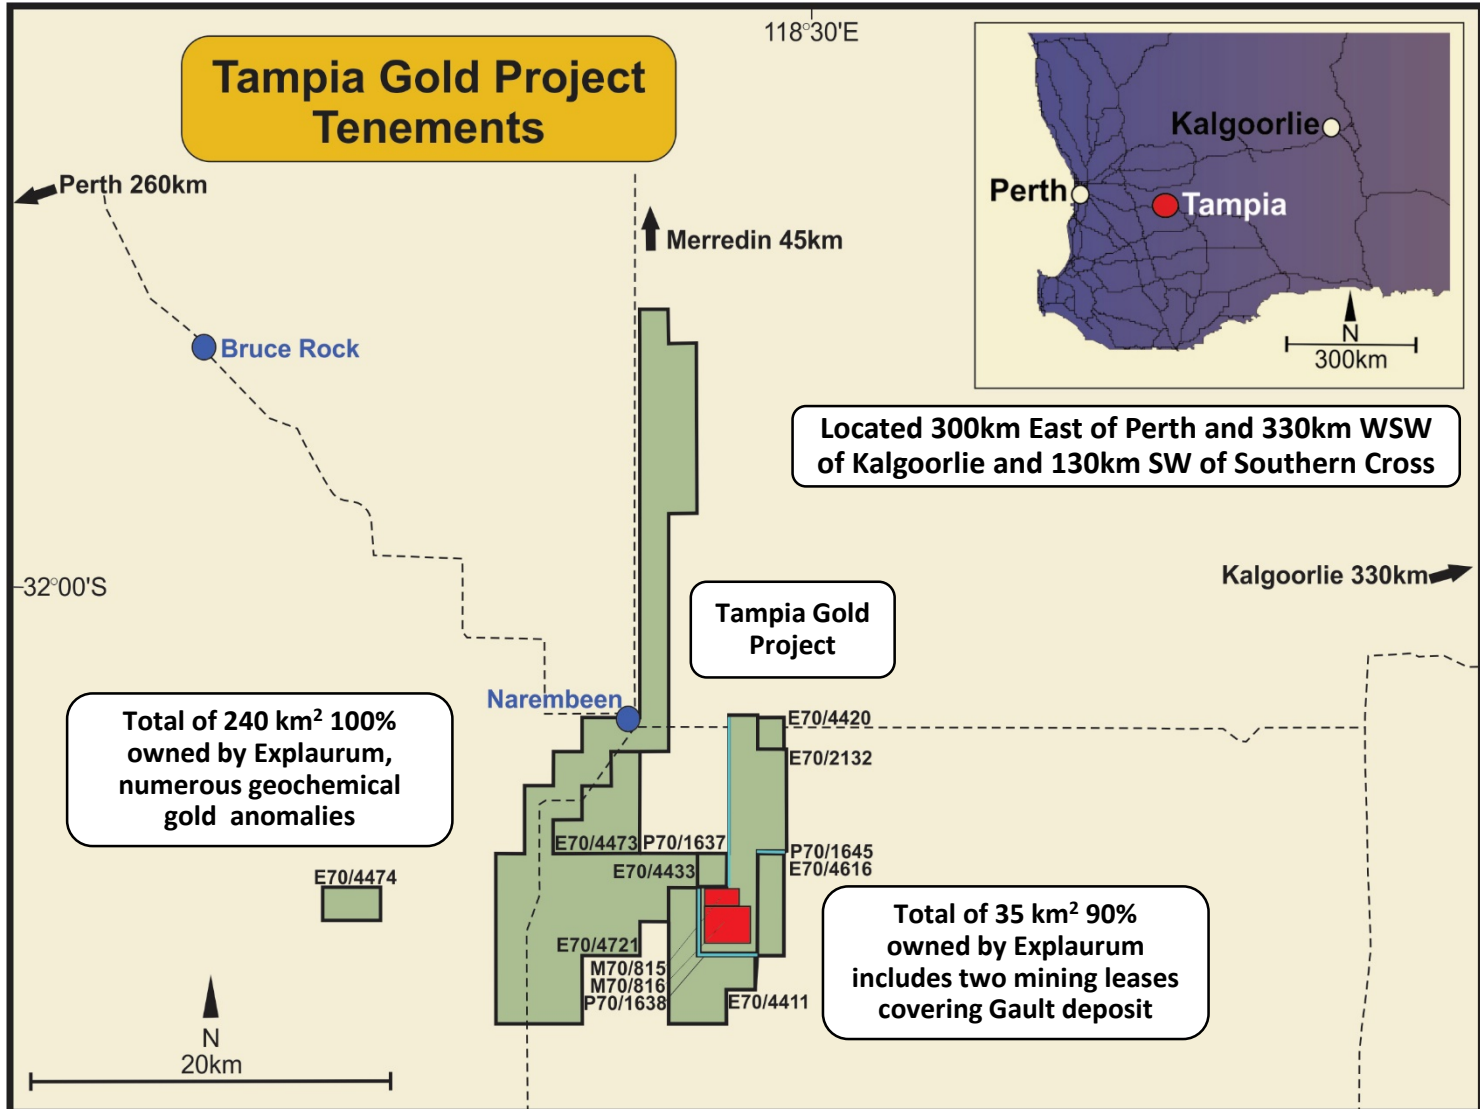 118°30'E
Tampia Gold Project
Tenements
Kalgoorlie
Perth
Tampia
N
300km
Perth 260km
Merredin 45km
Bruce Rock
Located 300km East of Perth and 330km WSW
of Kalgoorlie and 130km SW of Southern Cross
32°00'S
Kalgoorlie 330km
Tampia Gold
Project
Narembeen
Total of 240 km² 100%
owned by Explaurum,
numerous geochemical
gold anomalies
E70/4420
E70/2132
E70/4473
P70/1637
P70/1645
E70/4433
E70/4616
E70/4474
Total of 35 km² 90%
owned by Explaurum
includes two mining leases
covering Gault deposit
E70/4721
M70/815
M70/816
P70/1638
E70/4411
N
20km